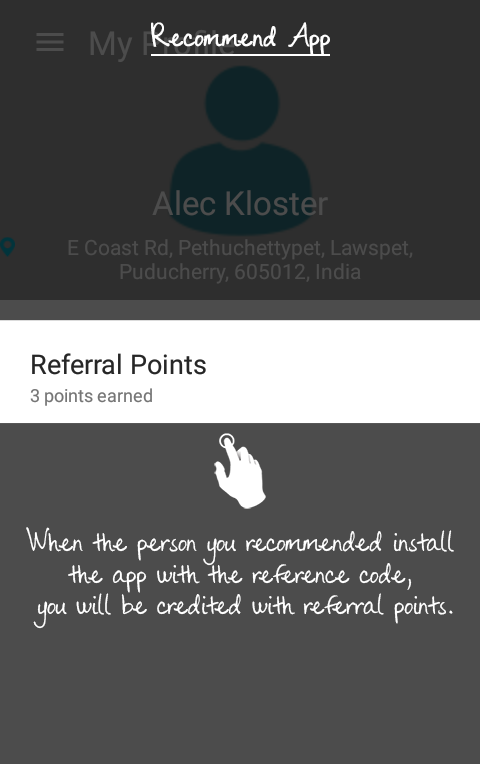 Recommend App
My Profile
Alec Kloster
E Coast Rd, Pethuchettypet, Lawspet,
Puducherry, 605012, India
Referral Points
3 points earned
When the person you recommended install
the app with the reference code,
you will be credited with referral points.